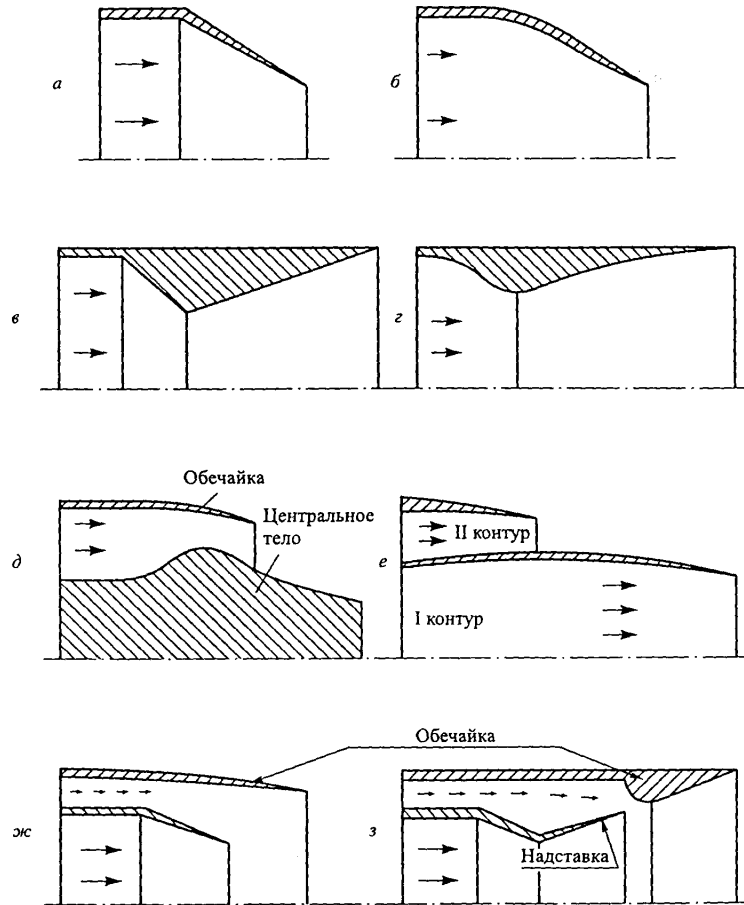 а
б
в
г
Обечайка
Центральное
тело
д
II контур
е
I контур
Обечайка
ж
з
Надставка